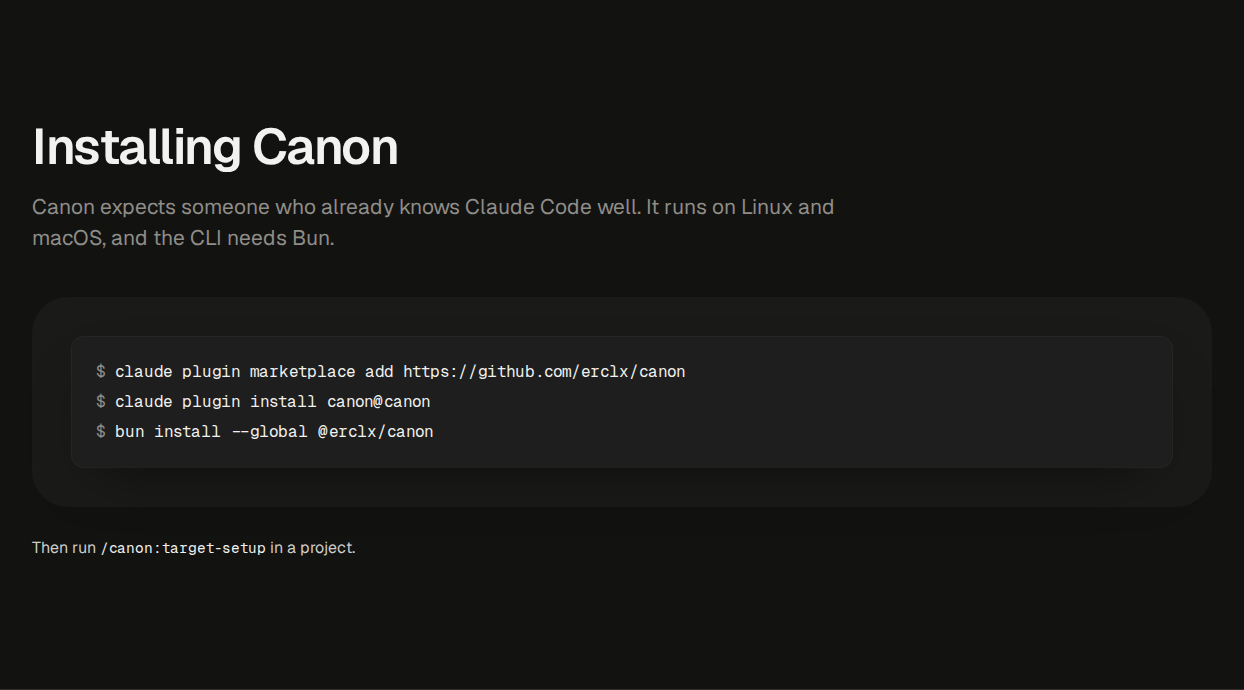 Installing Canon
Canon expects someone who already knows Claude Code well. It runs on Linux and
macOS, and the CLI needs Bun.
$ claude plugin marketplace add https://github.com/erclx/canon
$ claude plugin install canon@canon
$ bun install --global @erclx/canon
Then run /canon:target-setup in a project.